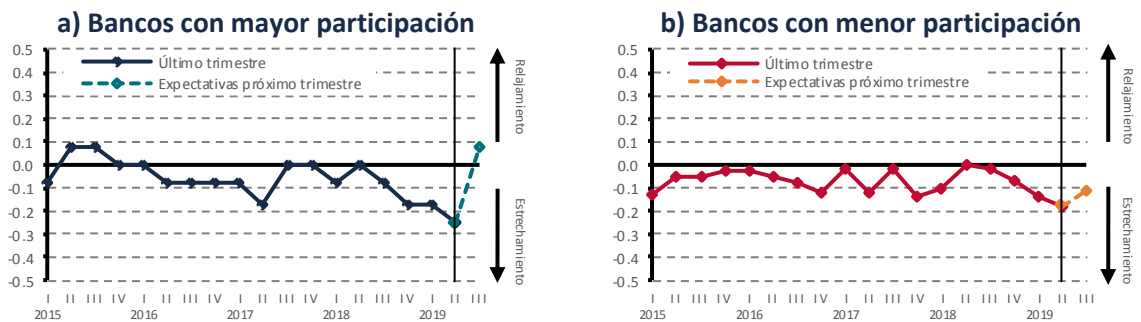 a) Bancos con mayor participación
0.5
0.4
0.3
0.2
0.1
0.0
-0.1
-0.2
-0.3
-0.4
-0.5
Último trimestre
Expectativas próximo trimestre
Relajamiento
Estrechamiento
I II III IV I II III IV I II III IV I II III IV I II III
2015 2016 2017 2018 2019
b) Bancos con menor participación
0.5
0.4
0.3
0.2
0.1
0.0
-0.1
-0.2
-0.3
-0.4
-0.5
Último trimestre
Expectativas próximo trimestre
Relajamiento
Estrechamiento
I II III IV I II III IV I II III IV I II III IV I II III
2015 2016 2017 2018 2019